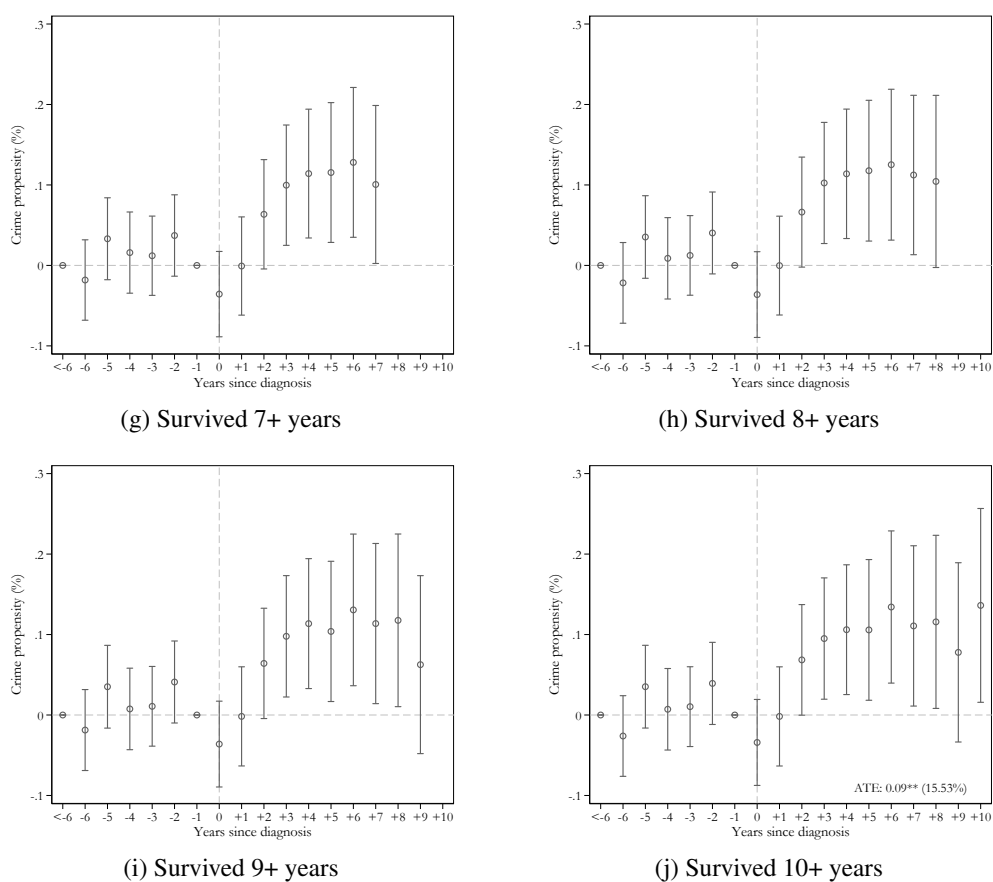 .3
.2
.1
0
-.1
Crime propensity (%)
<-6 -6 -5 -4 -3 -2 -1 0 +1 +2 +3 +4 +5 +6 +7 +8 +9 +10
Years since diagnosis
(g) Survived 7+ years
.3
.2
.1
0
-.1
Crime propensity (%)
<-6 -6 -5 -4 -3 -2 -1 0 +1 +2 +3 +4 +5 +6 +7 +8 +9 +10
Years since diagnosis
(h) Survived 8+ years
.3
.2
.1
0
-.1
Crime propensity (%)
<-6 -6 -5 -4 -3 -2 -1 0 +1 +2 +3 +4 +5 +6 +7 +8 +9 +10
Years since diagnosis
(i) Survived 9+ years
.3
.2
.1
0
-.1
Crime propensity (%)
ATE: 0.09** (15.53%)
<-6 -6 -5 -4 -3 -2 -1 0 +1 +2 +3 +4 +5 +6 +7 +8 +9 +10
Years since diagnosis
(j) Survived 10+ years